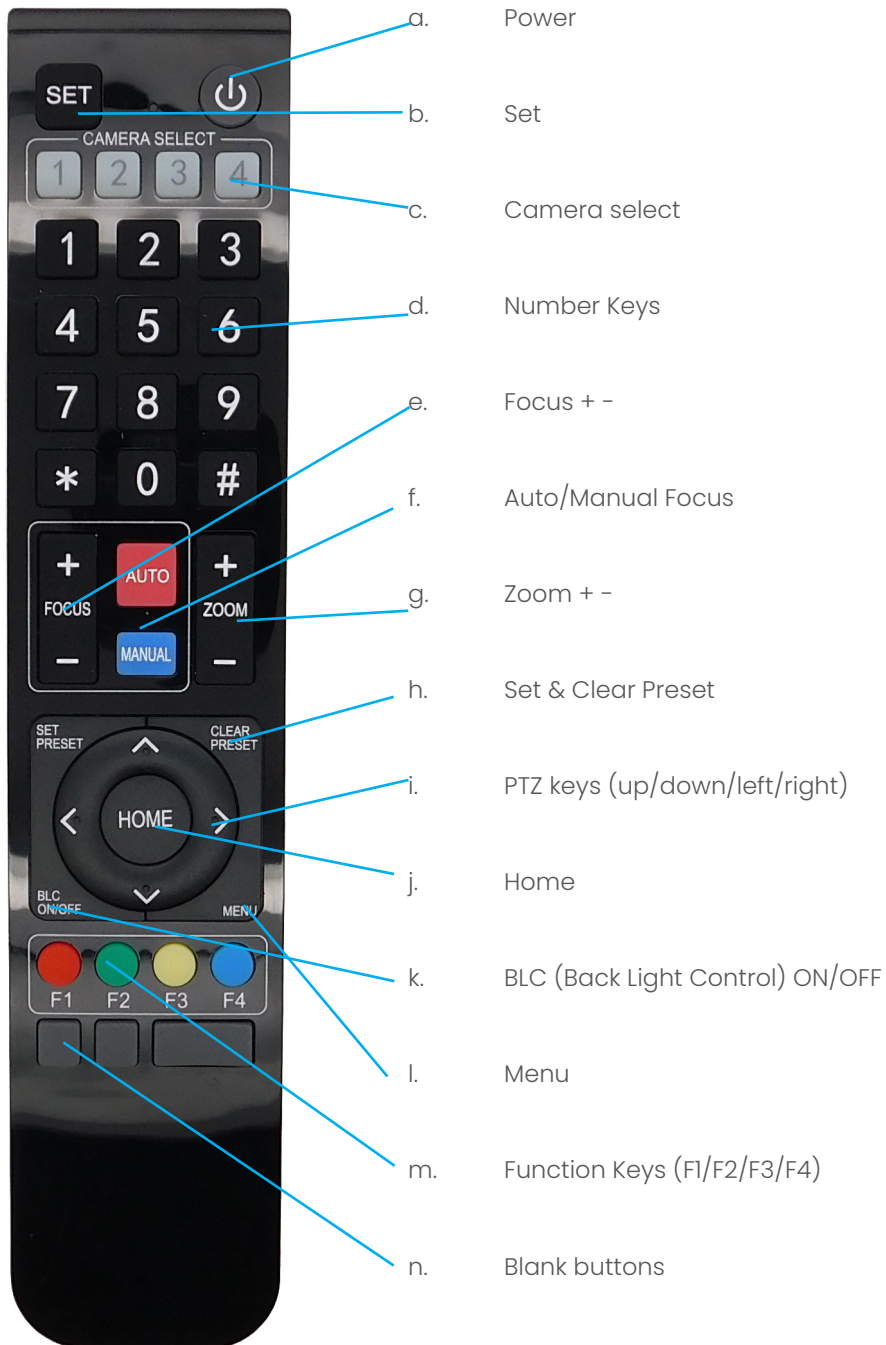 a. Power
SET
b. Set
CAMERA SELECT
1 2 3 4
c. Camera select
1 2 3
d. Number Keys
4 5 6
7 8 9
e. Focus + -
* 0 #
f. Auto/Manual Focus
+ AUTO +
g. Zoom + -
FOCUS ZOOM
- MANUAL -
h. Set & Clear Preset
SET
PRESET
CLEAR
PRESET
i. PTZ keys (up/down/left/right)
HOME
j. Home
BLC
ON/OFF
MENU
k. BLC (Back Light Control) ON/OFF
F1 F2 F3 F4
l. Menu
m. Function Keys (F1/F2/F3/F4)
n. Blank buttons